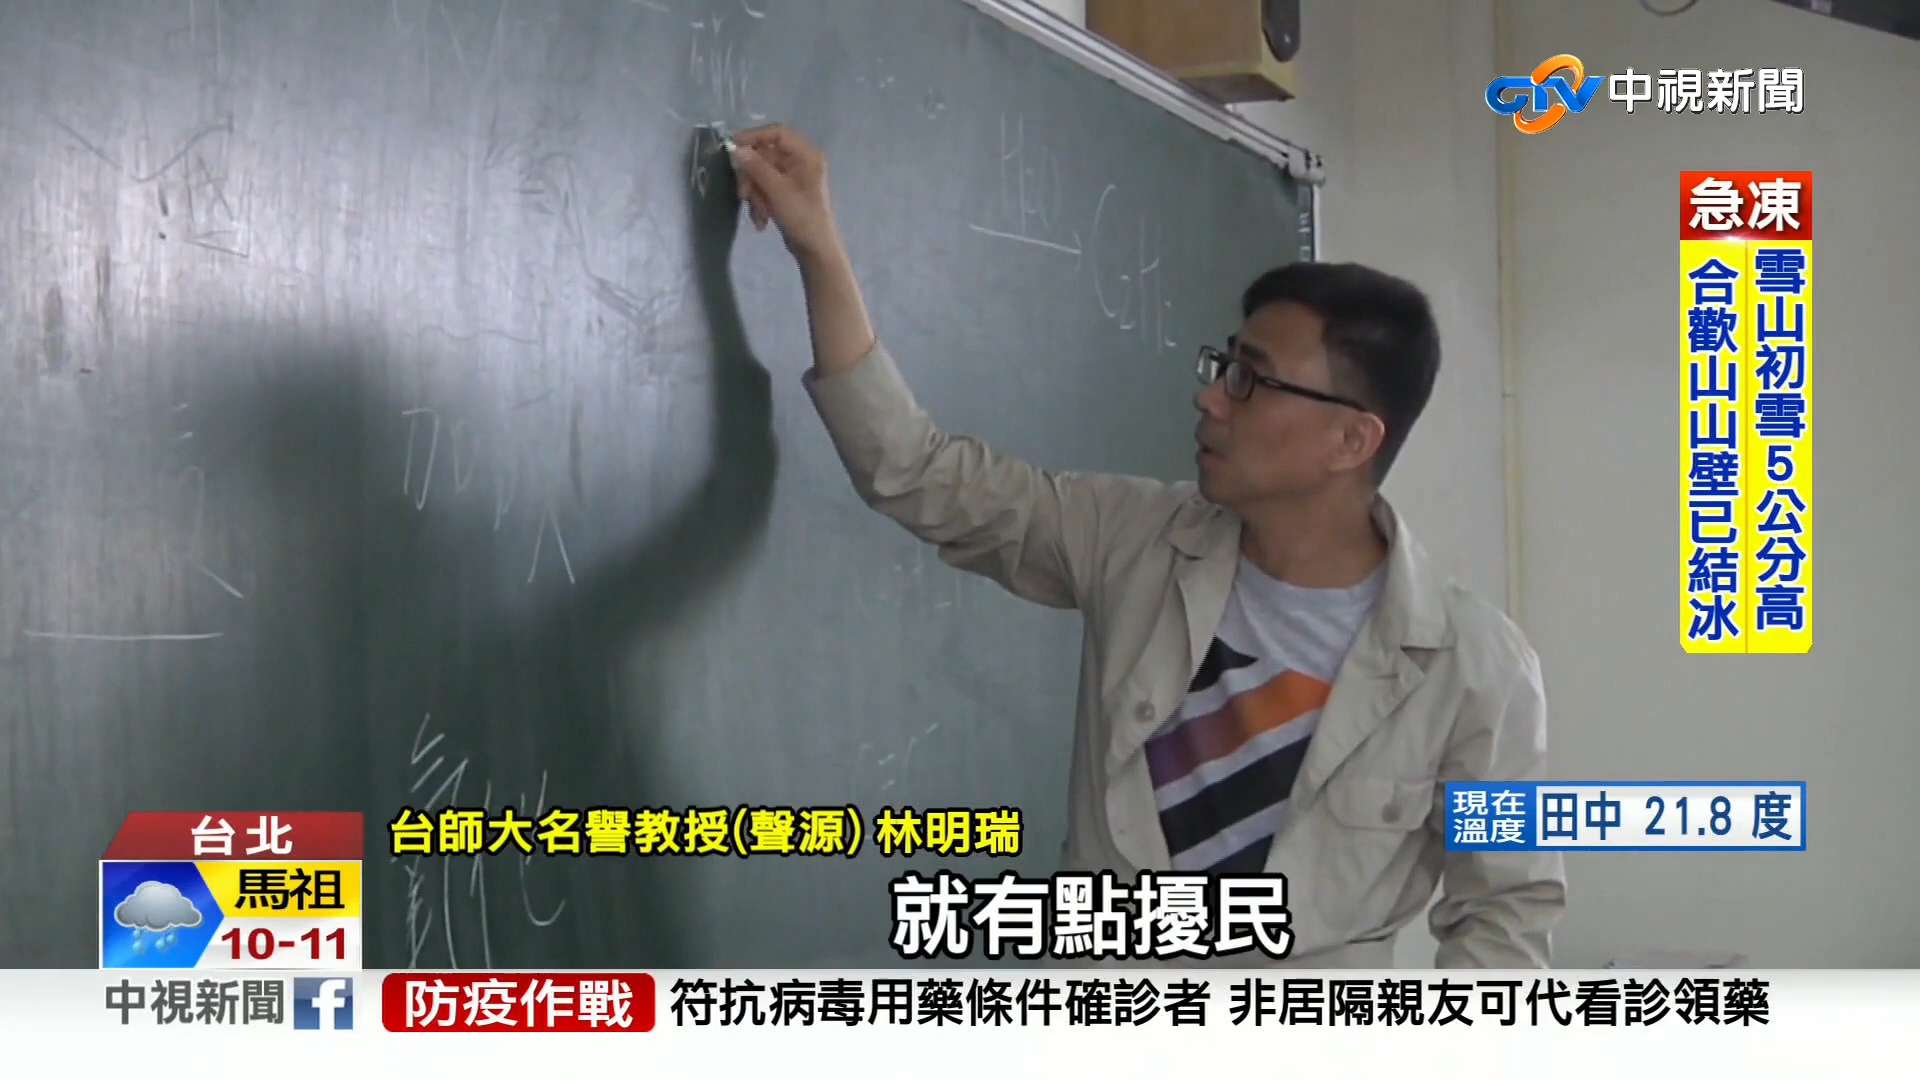 CTV 中視新聞
急凍
雪山初雪5公分高
合歡山山壁已結冰
H₂O
C₂H₂
現在溫度 田中 21.8 度
台北
台師大名譽教授(聲源) 林明瑞
馬祖
10-11
就有點擾民
中視新聞 f
防疫作戰 符抗病毒用藥條件確診者 非居隔親友可代看診領藥